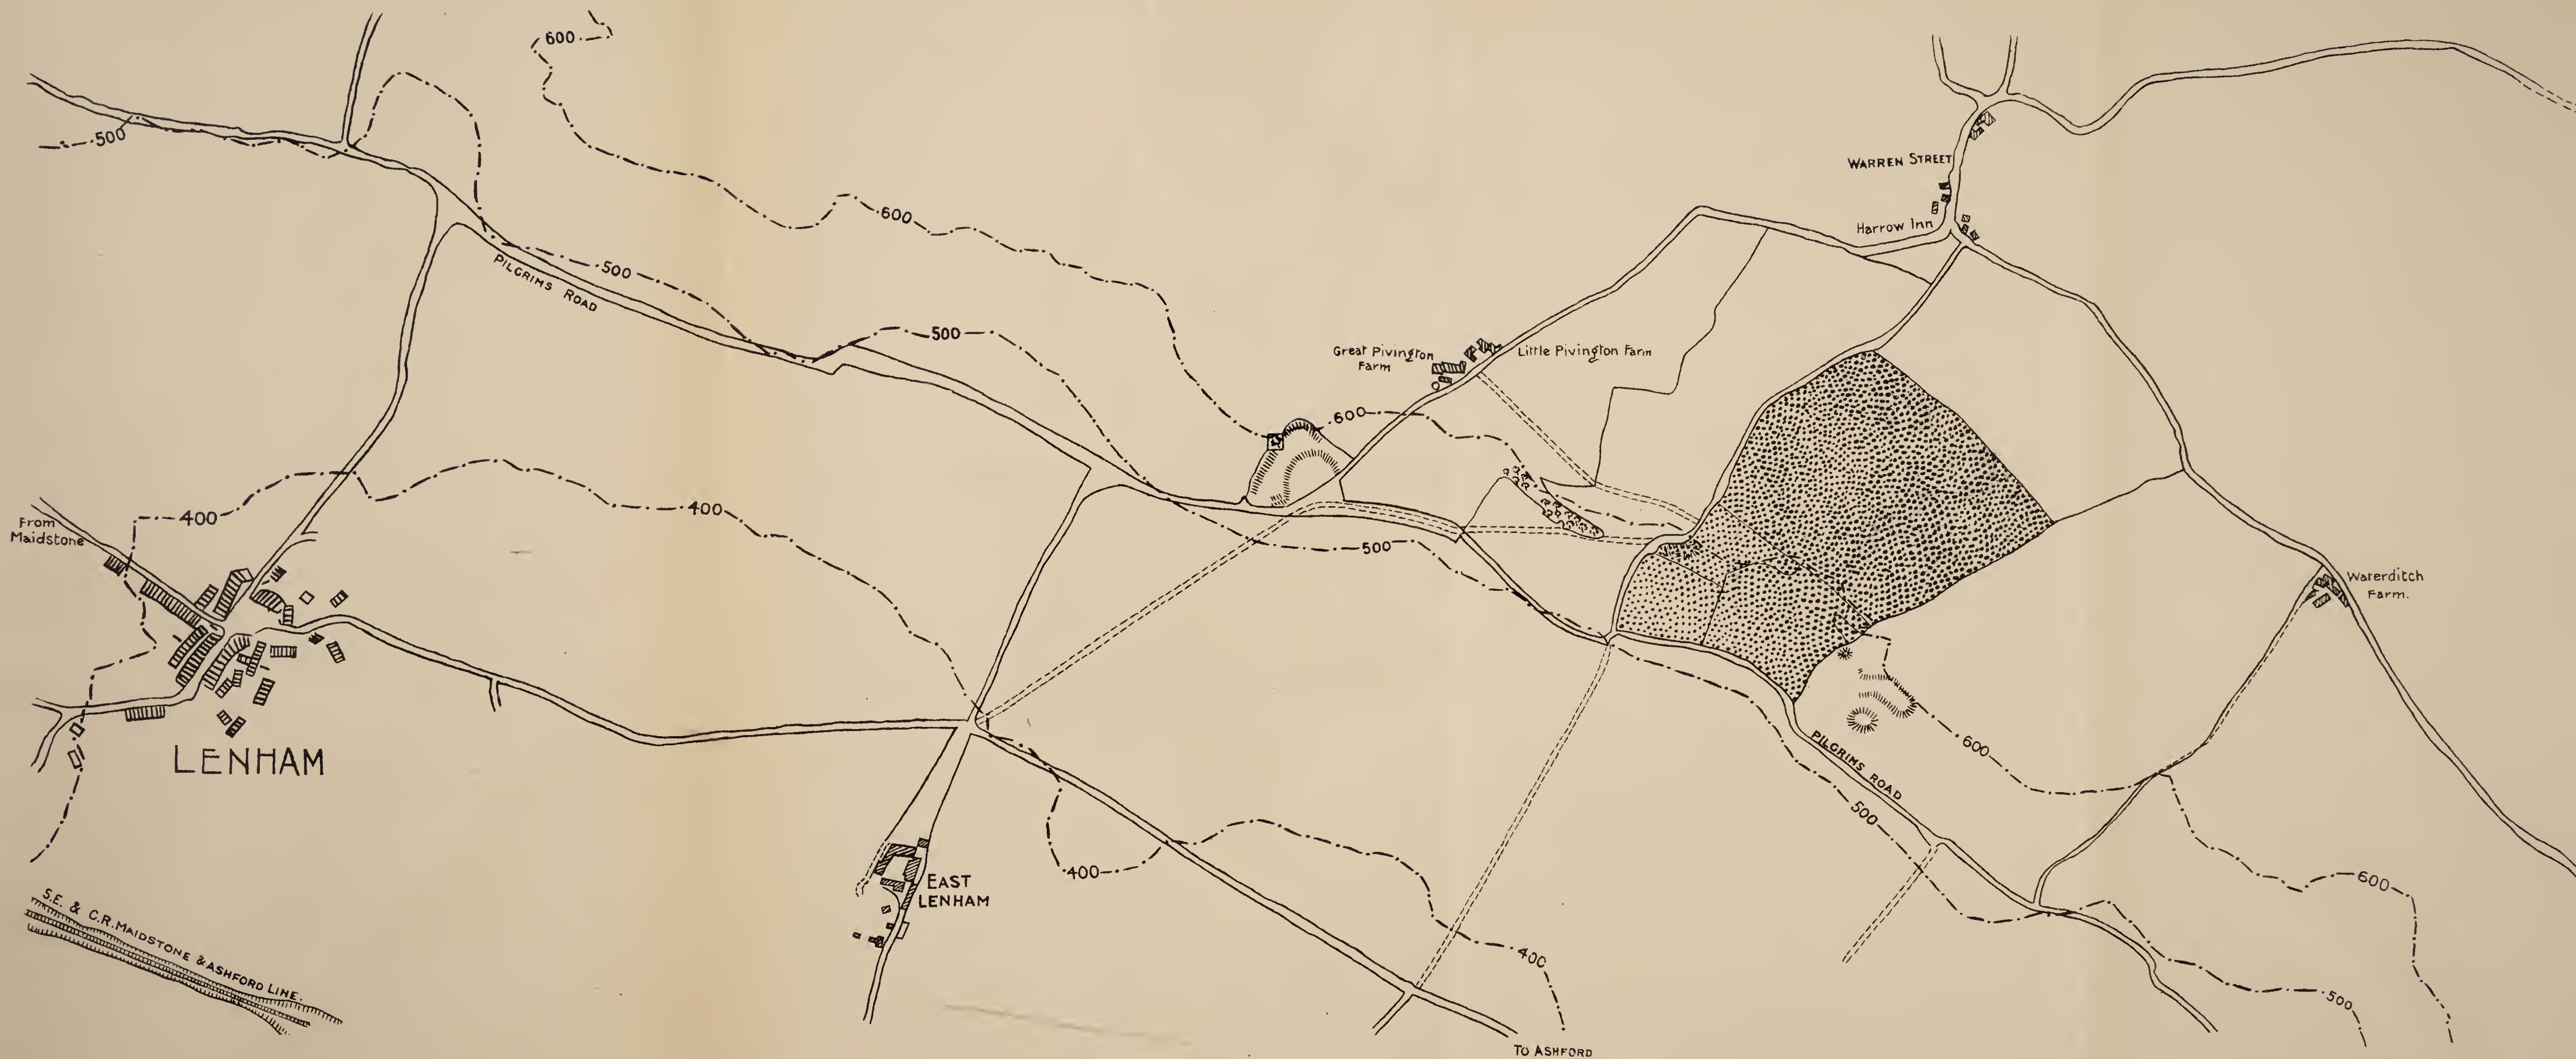 600
500
WARREN STREET
600
Harrow Inn
PILGRIMS ROAD
500
500
Great Pivington
Farm
Little Pivington Farm
600
400
400
From
Maidstone
500
Waterditch
Farm.
LENHAM
PILGRIMS ROAD
600
500
400
EAST
LENHAM
600
S.E. & C.R. MAIDSTONE & ASHFORD LINE.
400
500
TO ASHFORD